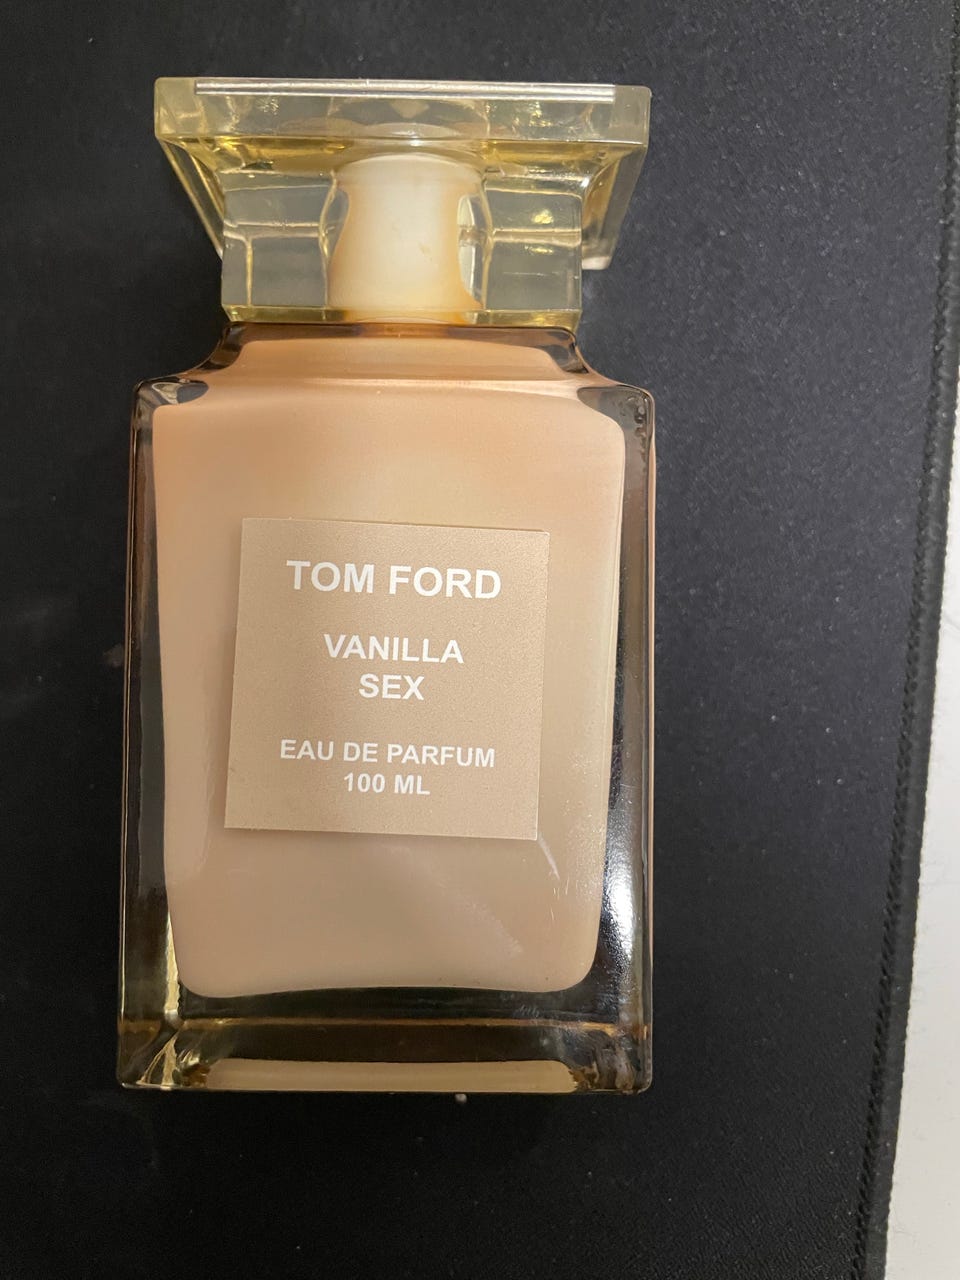 TOM FORD
VANILLA
SEX
EAU DE PARFUM
100 ML